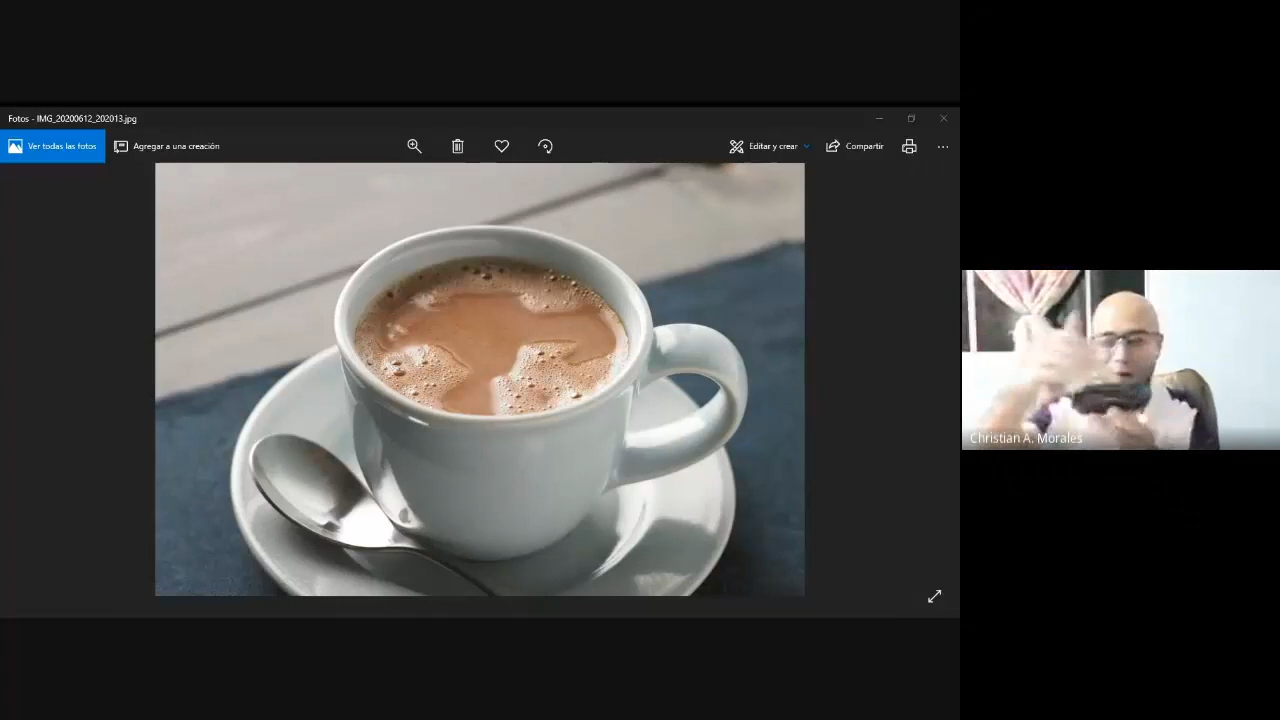 Fotos - IMG_20200612_202013.jpg
Ver todas las fotos
Agregar a una creación
Editar y crear
Compartir
Christian A. Morales